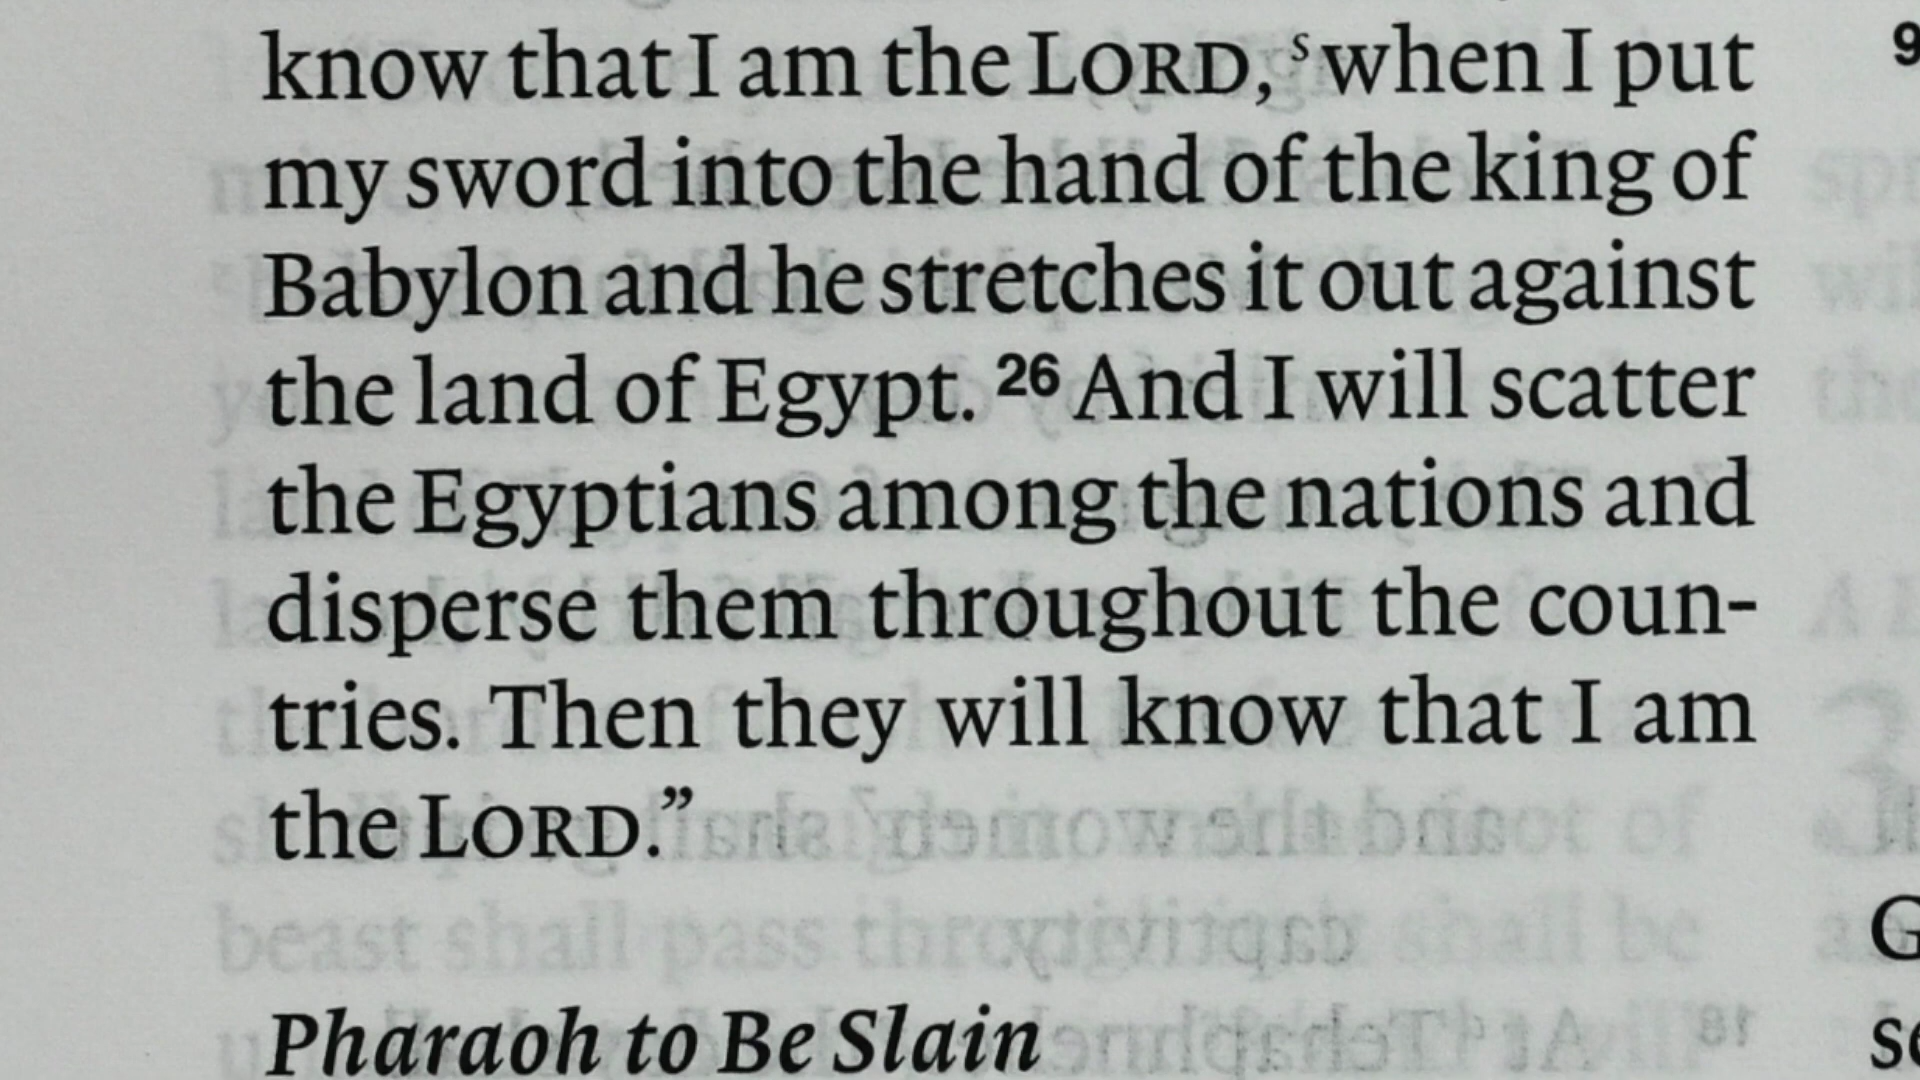 know that I am the LORD, s when I put
my sword into the hand of the king of
Babylon and he stretches it out against
the land of Egypt. 26 And I will scatter
the Egyptians among the nations and
disperse them throughout the coun-
tries. Then they will know that I am
the LORD.”
Pharaoh to Be Slain
9
G
se